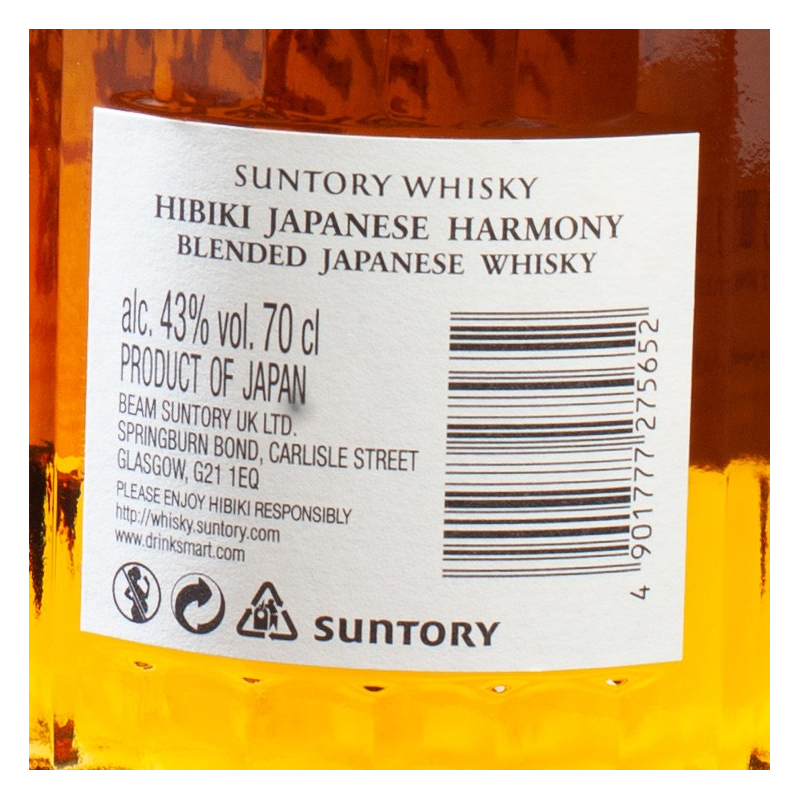 SUNTORY WHISKY
HIBIKI JAPANESE HARMONY
BLENDED JAPANESE WHISKY
alc. 43% vol. 70 cl
PRODUCT OF JAPAN
BEAM SUNTORY UK LTD.
SPRINGBURN BOND, CARLISLE STREET
GLASGOW, G21 1EQ
PLEASE ENJOY HIBIKI RESPONSIBLY
http://whisky.suntory.com
www.drinksmart.com
SUNTORY
4 901777 275652